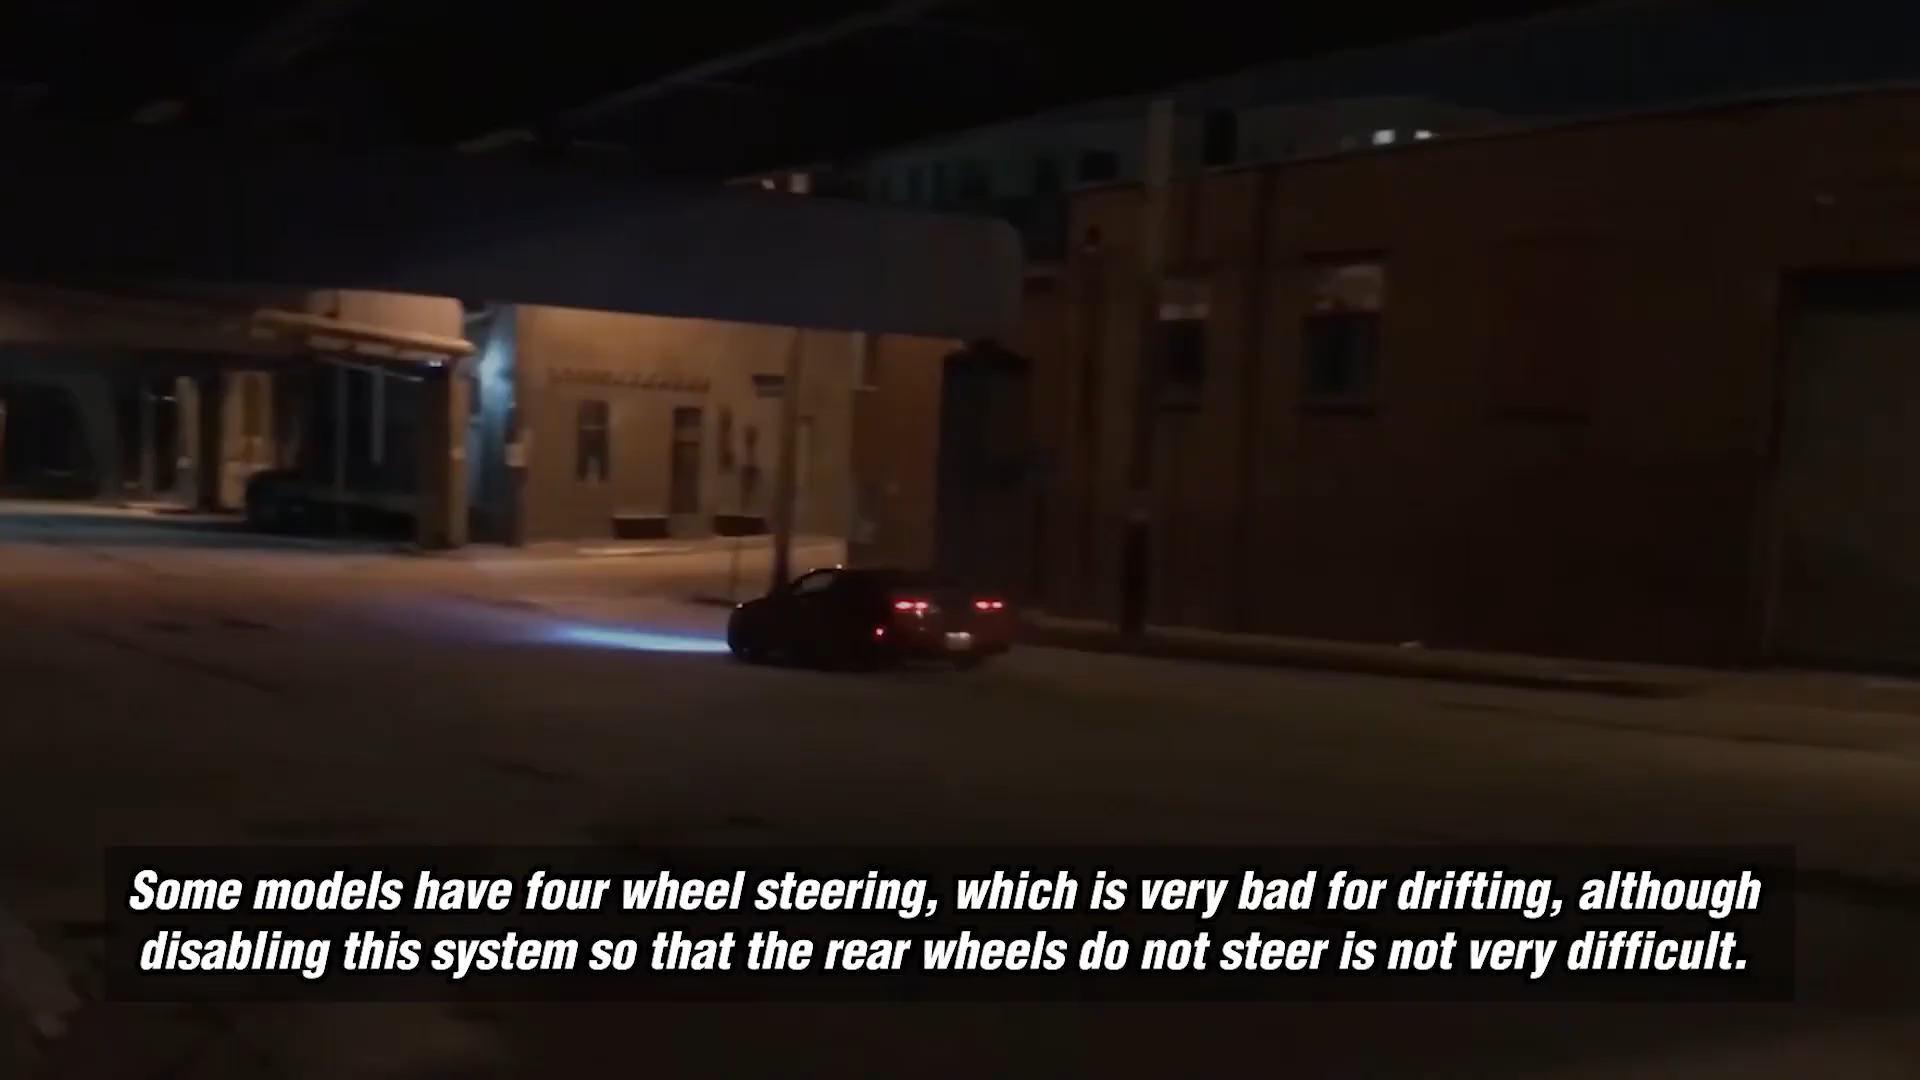 Some models have four wheel steering, which is very bad for drifting, although
disabling this system so that the rear wheels do not steer is not very difficult.